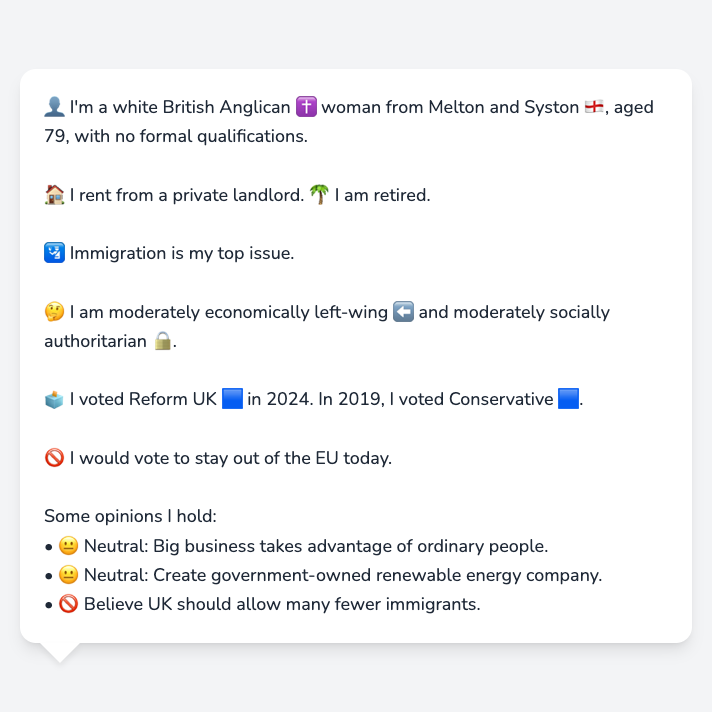 👤 I'm a white British Anglican ✝️ woman from Melton and Syston 🏴󠁧󠁢󠁥󠁮󠁧󠁿, aged
79, with no formal qualifications.
🏠 I rent from a private landlord. 🌴 I am retired.
🛂 Immigration is my top issue.
🤔 I am moderately economically left-wing ⬅️ and moderately socially
authoritarian 🔒.
🗳️ I voted Reform UK 🟦 in 2024. In 2019, I voted Conservative 🟦.
🚫 I would vote to stay out of the EU today.
Some opinions I hold:
• 😐 Neutral: Big business takes advantage of ordinary people.
• 😐 Neutral: Create government-owned renewable energy company.
• 🚫 Believe UK should allow many fewer immigrants.